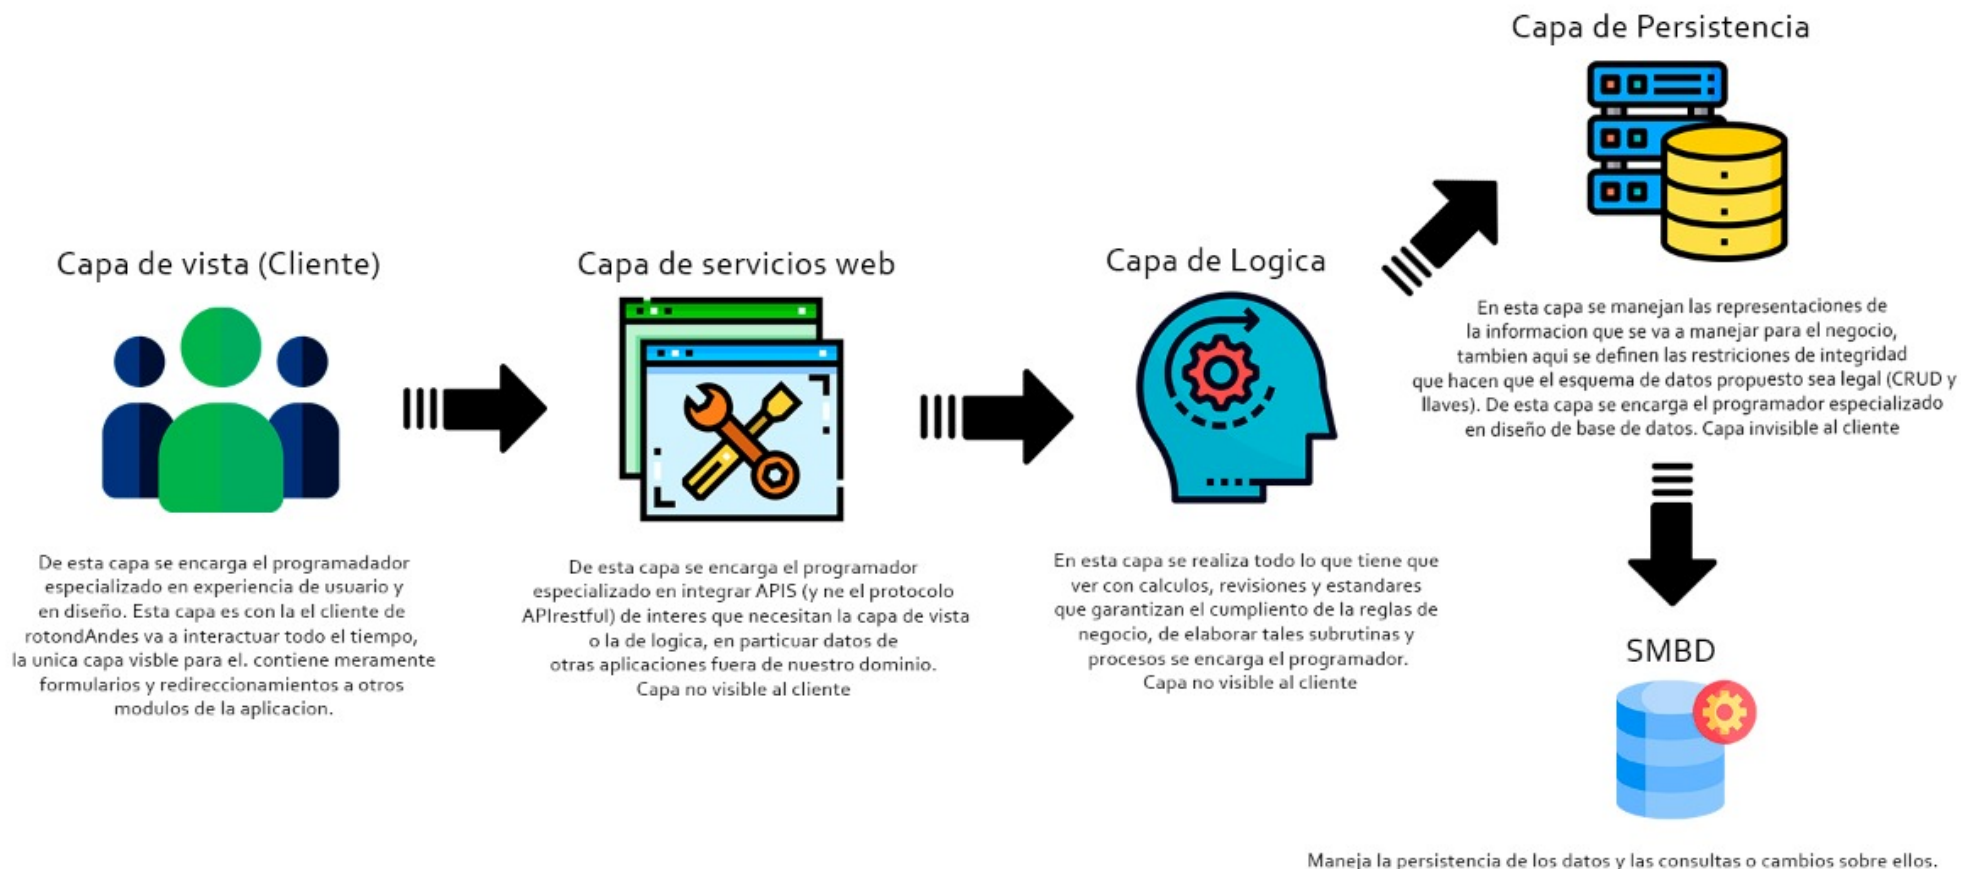 Capa de vista (Cliente)
De esta capa se encarga el programadador
especializado en experiencia de usuario y
en diseño. Esta capa es con la el cliente de
rotondAndes va a interactuar todo el tiempo,
la unica capa visble para el. contiene meramente
formularios y redireccionamientos a otros
modulos de la aplicacion.
Capa de servicios web
De esta capa se encarga el programador
especializado en integrar APIS (y ne el protocolo
APIrestful) de interes que necesitan la capa de vista
o la de logica, en particuar datos de
otras aplicaciones fuera de nuestro dominio.
Capa no visible al cliente
Capa de Logica
En esta capa se realiza todo lo que tiene que
ver con calculos, revisiones y estandares
que garantizan el cumpliento de la reglas de
negocio, de elaborar tales subrutinas y
procesos se encarga el programador.
Capa no visible al cliente
Capa de Persistencia
En esta capa se manejan las representaciones de
la informacion que se va a manejar para el negocio,
tambien aqui se definen las restriciones de integridad
que hacen que el esquema de datos propuesto sea legal (CRUD y
llaves). De esta capa se encarga el programador especializado
en diseño de base de datos. Capa invisible al cliente
SMBD
Maneja la persistencia de los datos y las consultas o cambios sobre ellos.